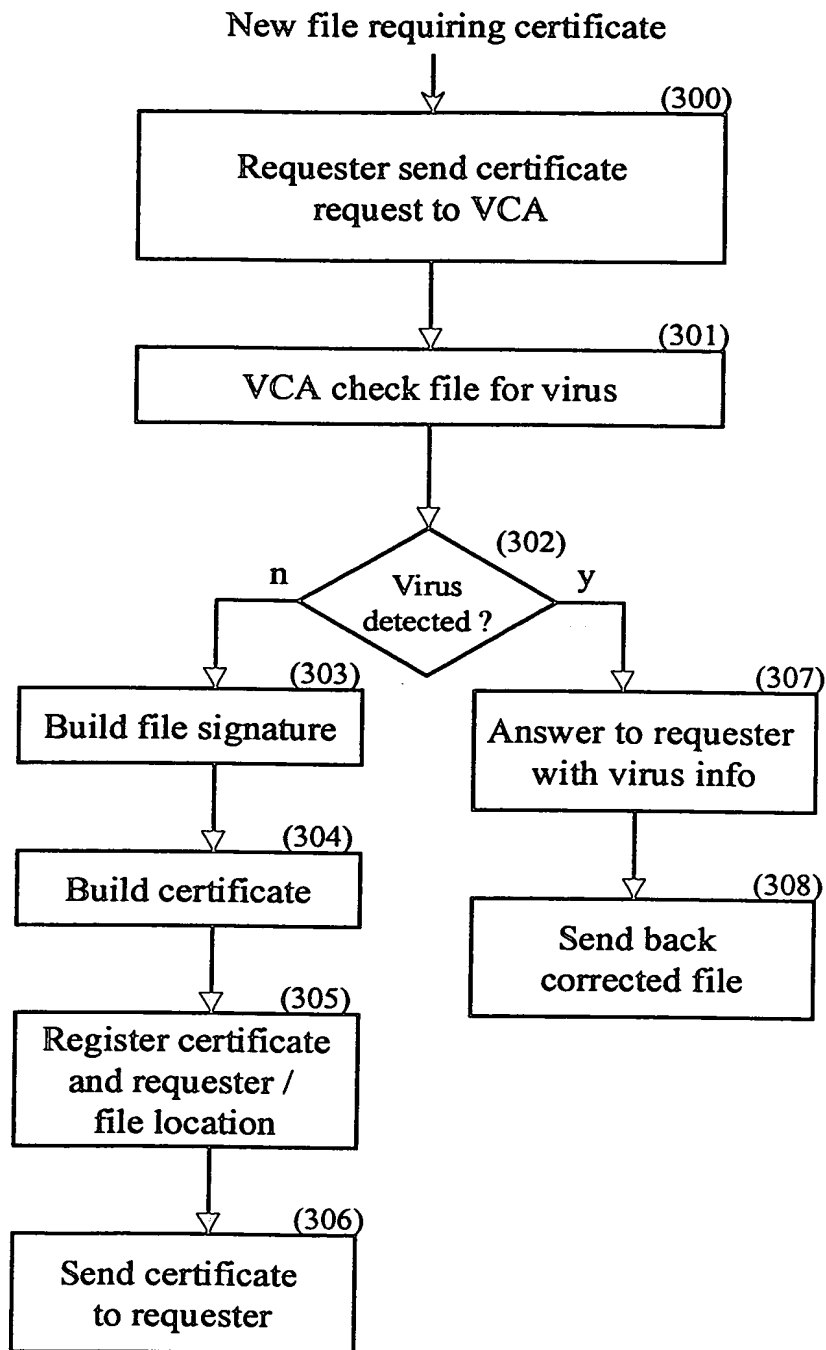 New file requiring certificate
(300)
Requester send certificate
request to VCA
(301)
VCA check file for virus
(302)
n
Virus
detected ?
y
(303)
Build file signature
(304)
Build certificate
(305)
Register certificate
and requester /
file location
(306)
Send certificate
to requester
(307)
Answer to requester
with virus info
(308)
Send back
corrected file